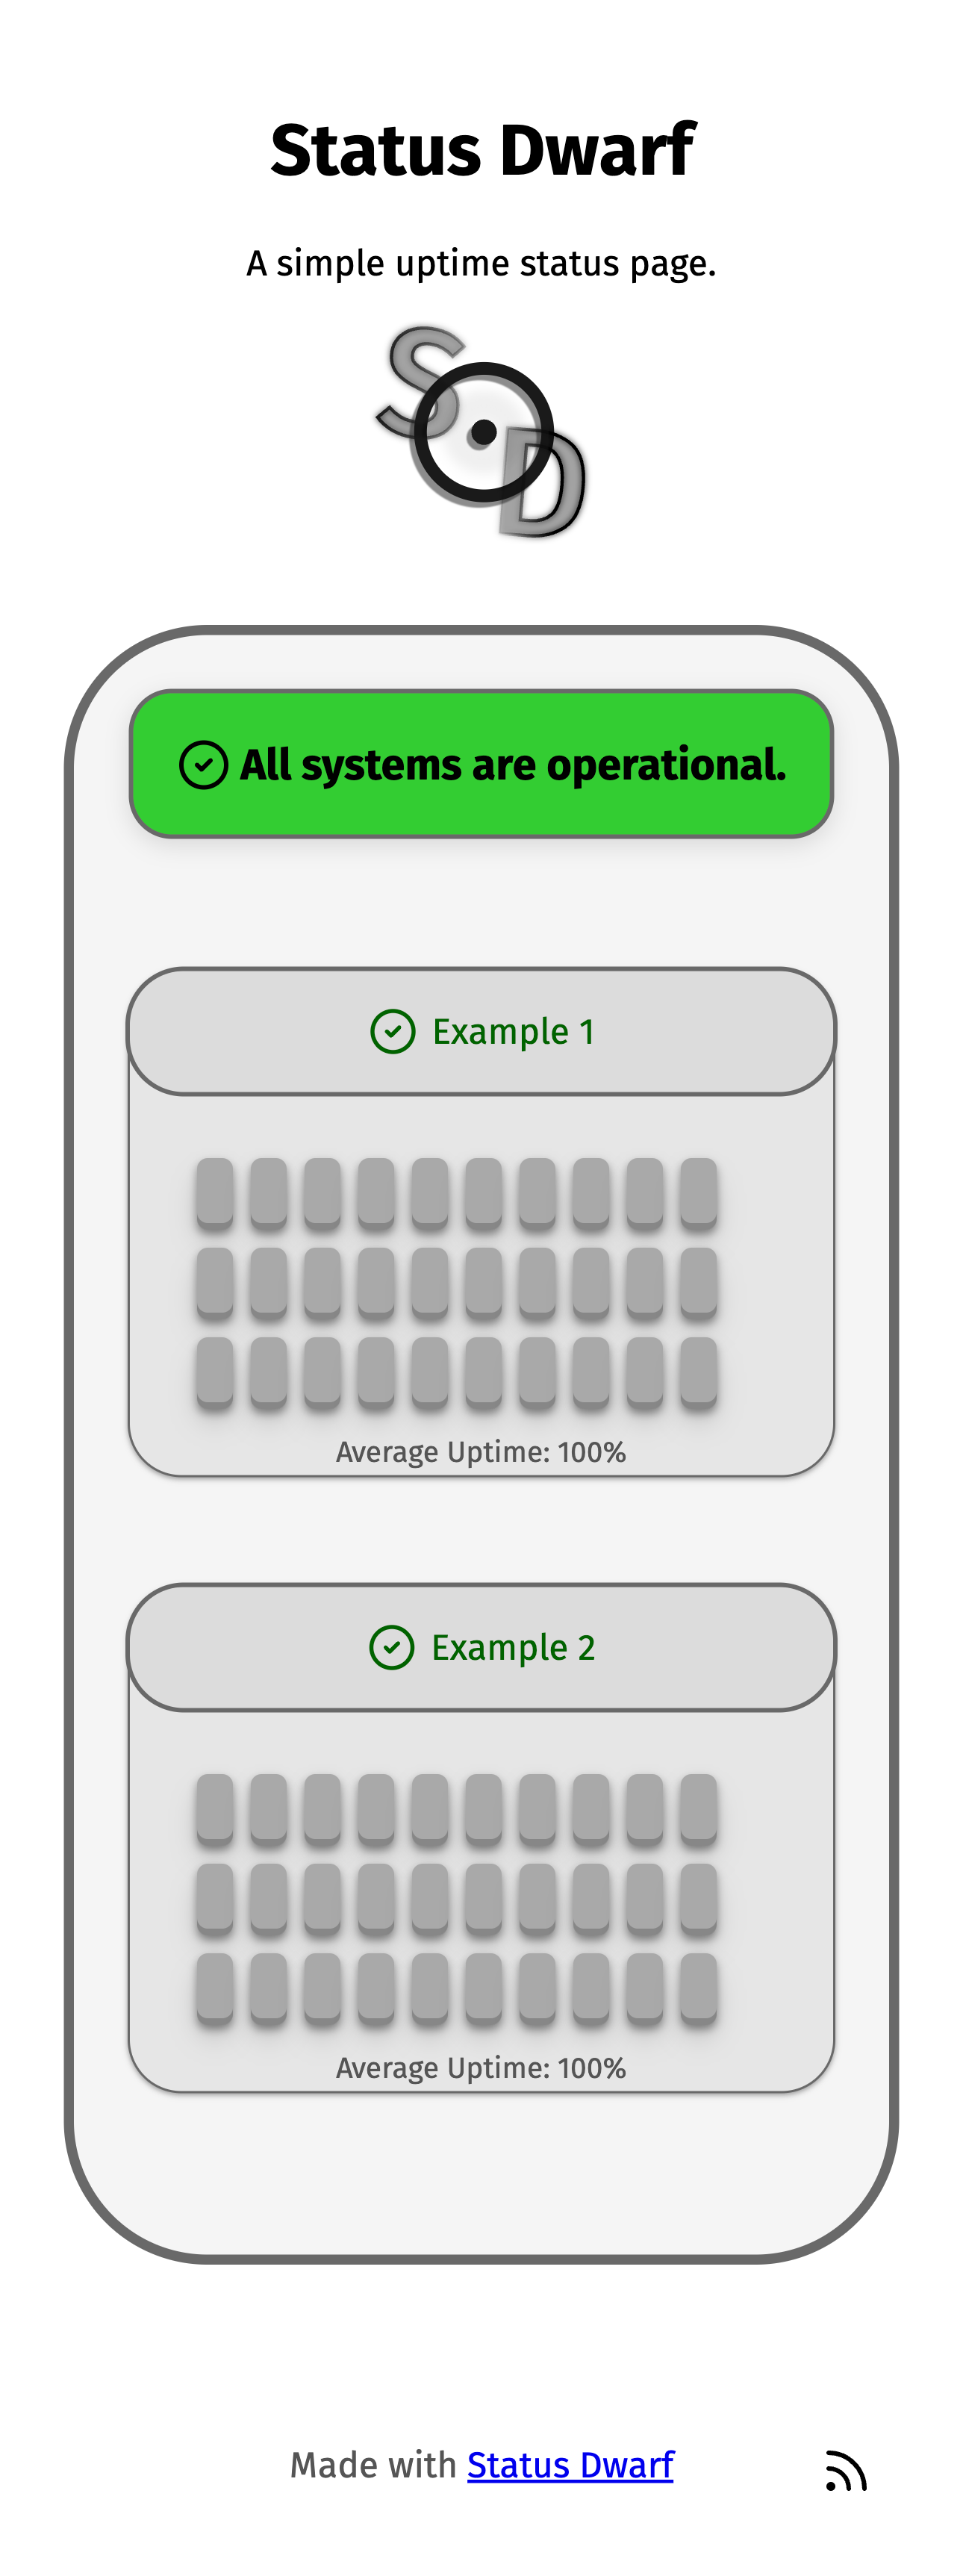 Status Dwarf
A simple uptime status page.
S D
All systems are operational.
Example 1
Average Uptime: 100%
Example 2
Average Uptime: 100%
Made with Status Dwarf